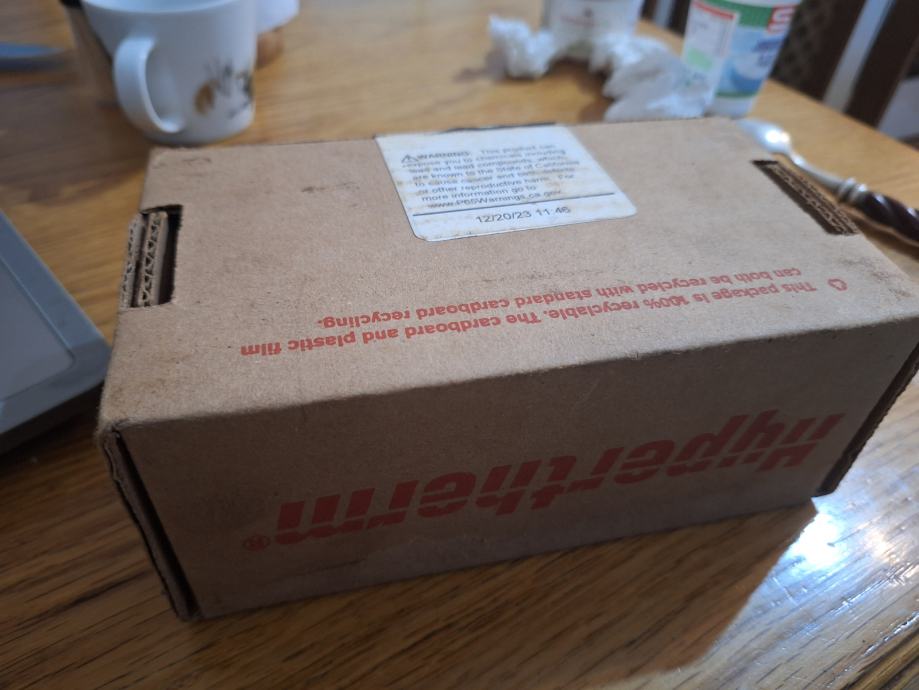 ⚠WARNING: This product can
expose you to chemicals including
lead and lead compounds, which
are known to the State of California
to cause cancer and birth defects
or other reproductive harm. For
more information go to
www.P65Warnings.ca.gov
12/20/23 11:46
This package is 100% recyclable. The cardboard and plastic film
can both be recycled with standard cardboard recycling.
Hypertherm®